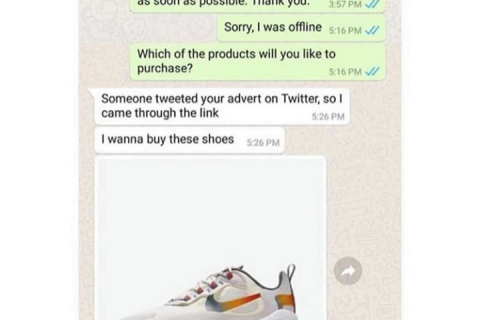 as soon as possible. Thank you. 3:57 PM
Sorry, I was offline 5:16 PM
Which of the products will you like to
purchase? 5:16 PM
Someone tweeted your advert on Twitter, so I
came through the link 5:26 PM
I wanna buy these shoes 5:26 PM